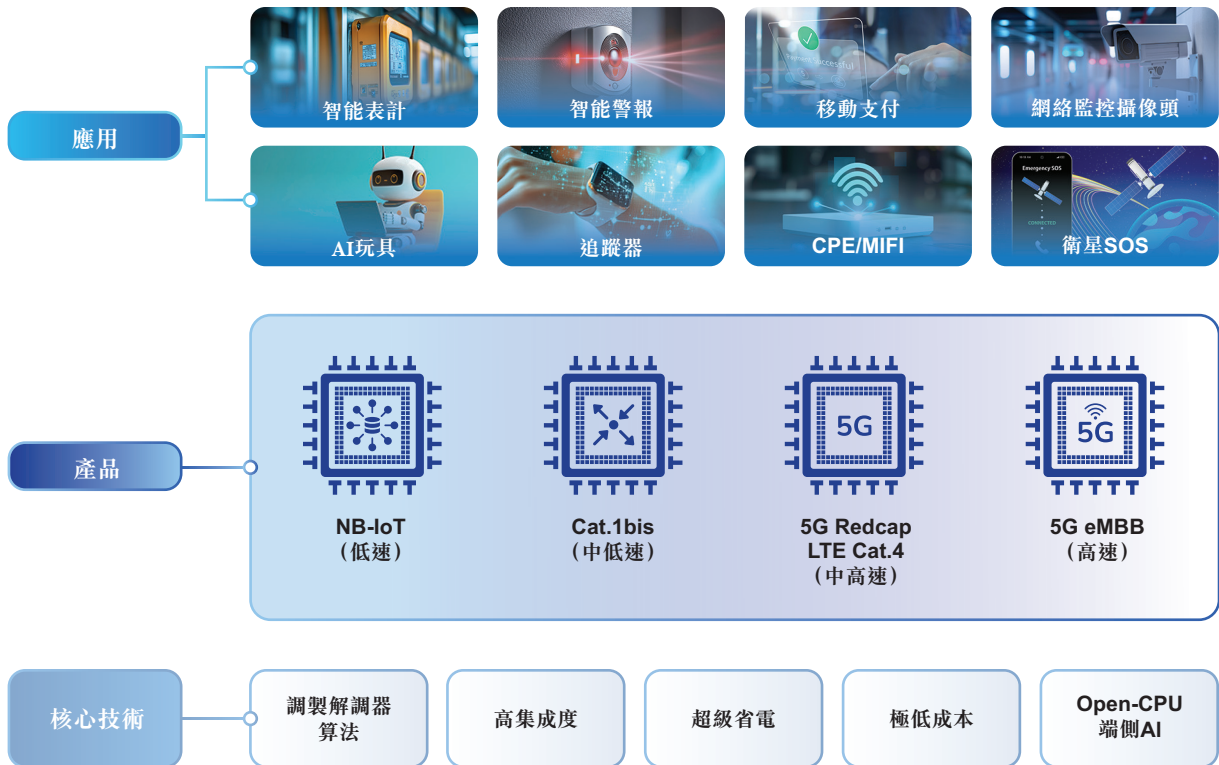 應用
智能表計
智能警報
移動支付
網絡監控攝像頭
AI玩具
追蹤器
CPE/MIFI
衛星SOS
Emergency SOS
CONNECTED
產品
NB-IoT
(低速)
Cat.1bis
(中低速)
5G
5G Redcap
LTE Cat.4
(中高速)
5G
5G eMBB
(高速)
核心技術
調製解調器
算法
高集成度
超級省電
極低成本
Open-CPU
端側AI